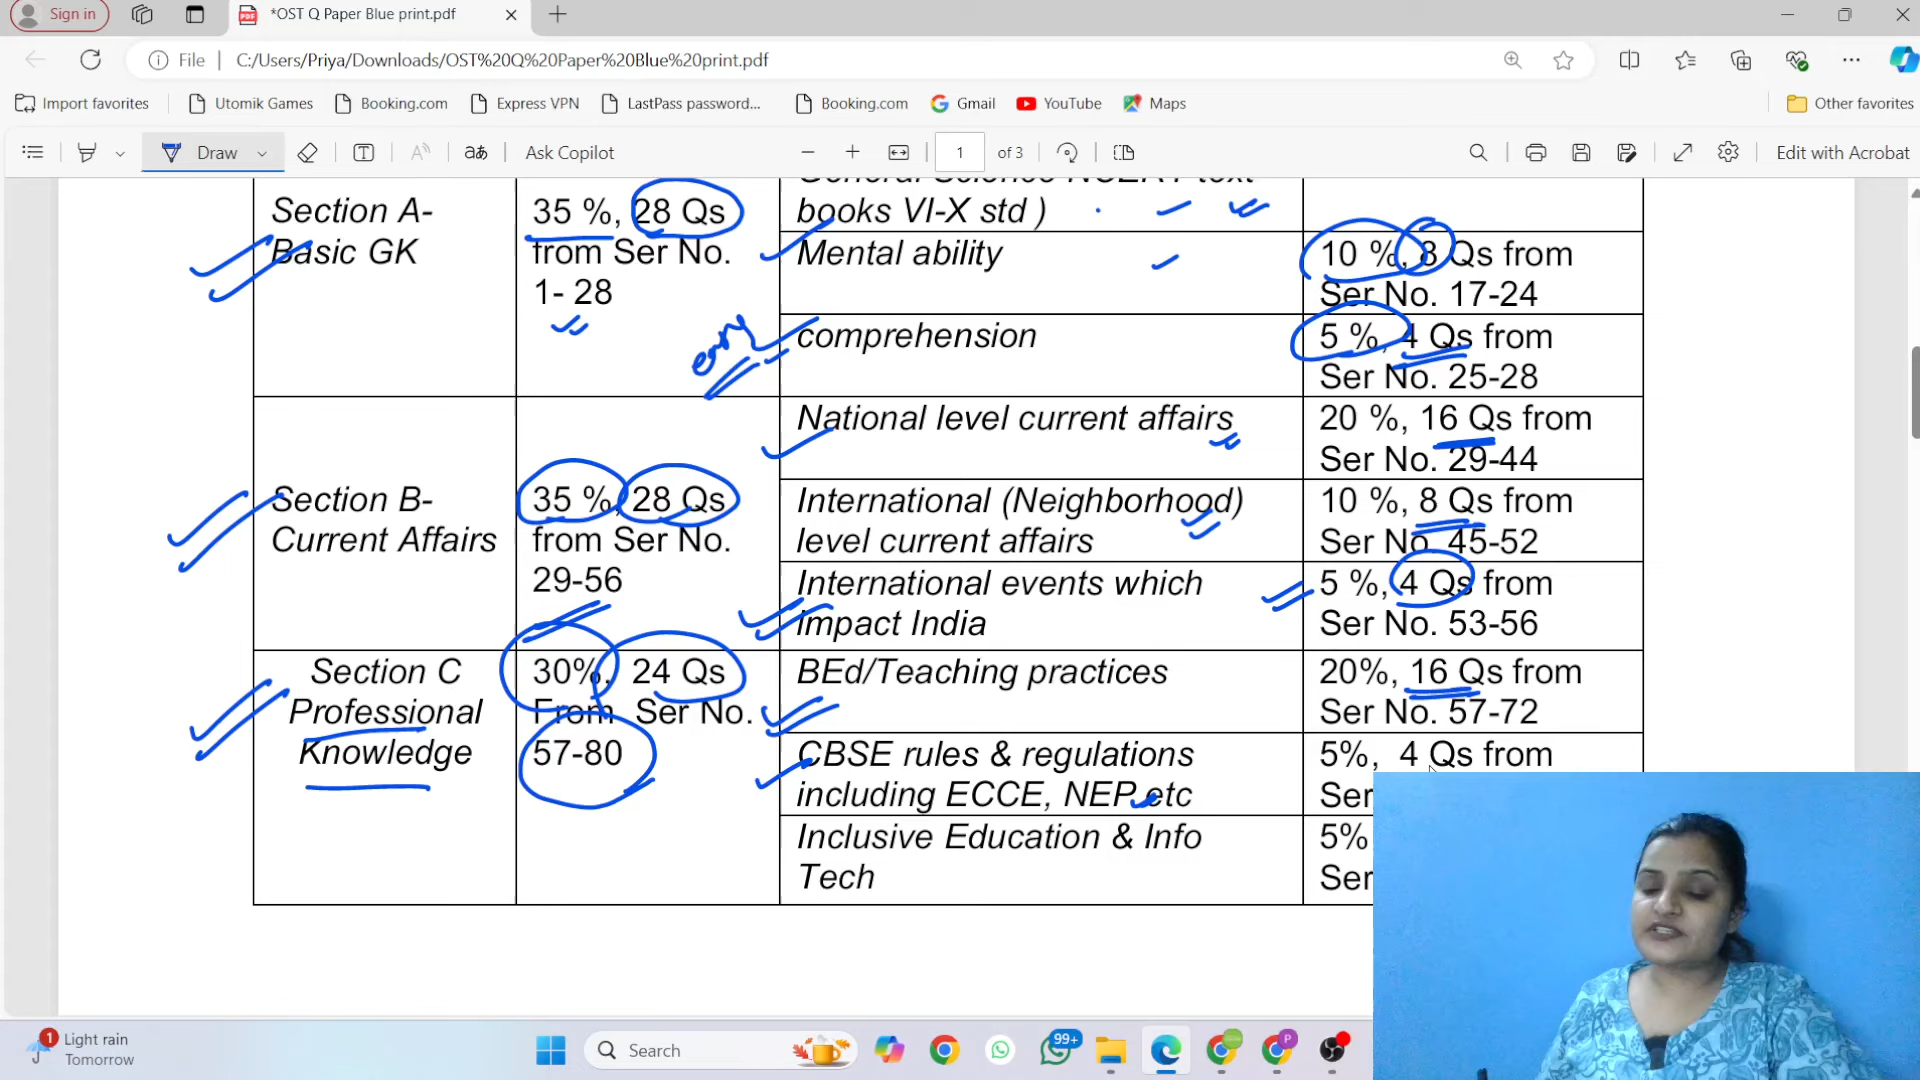 Sign in
*OST Q Paper Blue print.pdf
File C:/Users/Priya/Downloads/OST%20Q%20Paper%20Blue%20print.pdf
Import favorites Utomik Games Booking.com Express VPN LastPass password... Booking.com Gmail YouTube Maps Other favorites
Draw Ask Copilot 1 of 3 Edit with Acrobat
General Science NCERT text
books VI-X std )
Section A-
Basic GK
35 %, 28 Qs
from Ser No.
1- 28
Mental ability
10 %, 8 Qs from
Ser No. 17-24
easy
comprehension
5 %, 4 Qs from
Ser No. 25-28
Section B-
Current Affairs
35 %, 28 Qs
from Ser No.
29-56
National level current affairs
20 %, 16 Qs from
Ser No. 29-44
International (Neighborhood)
level current affairs
10 %, 8 Qs from
Ser No. 45-52
International events which
impact India
5 %, 4 Qs from
Ser No. 53-56
Section C
Professional
Knowledge
30%, 24 Qs
From Ser No.
57-80
BEd/Teaching practices
20%, 16 Qs from
Ser No. 57-72
CBSE rules & regulations
including ECCE, NEP etc
5%, 4 Qs from
Ser
Inclusive Education & Info
Tech
5%
Ser
1
Light rain
Tomorrow
Search
99+